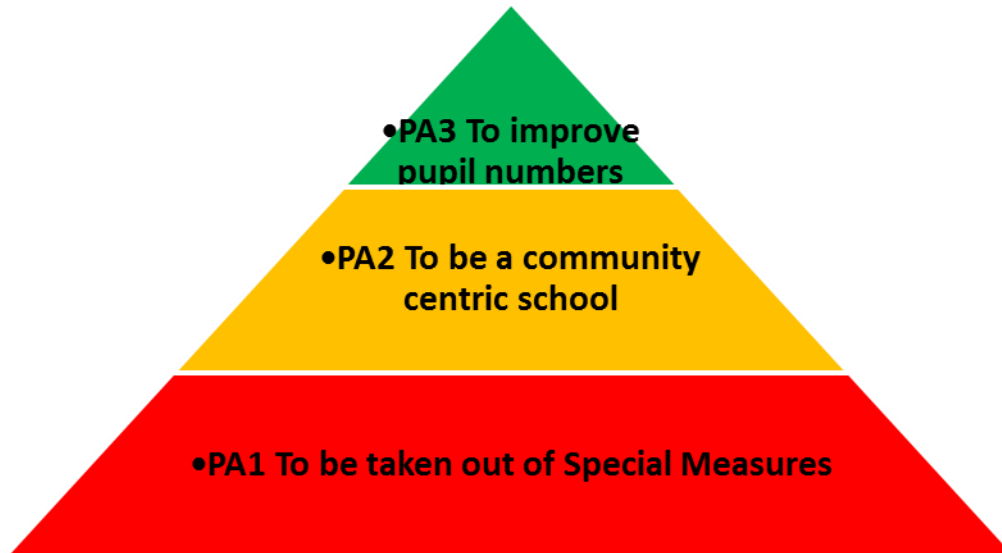 •PA3 To improve
pupil numbers
•PA2 To be a community
centric school
•PA1 To be taken out of Special Measures